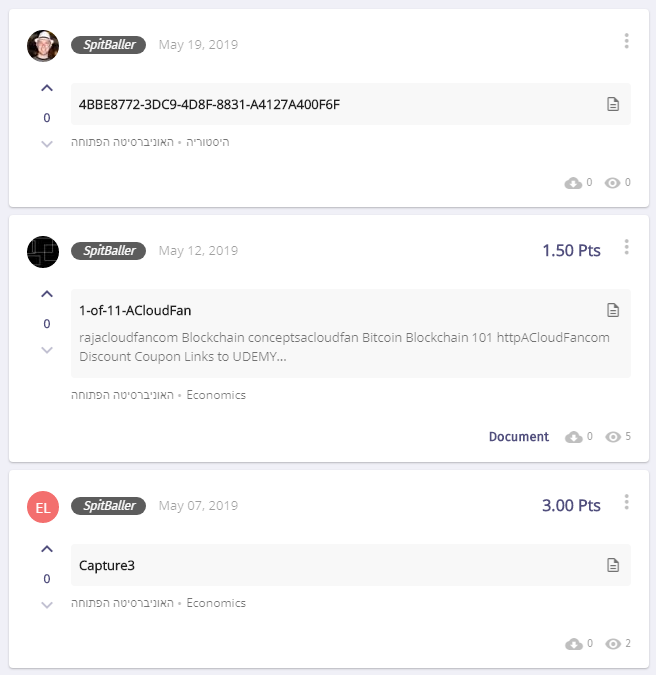 SpitBaller May 19, 2019
4BBE8772-3DC9-4D8F-8831-A4127A400F6F
0
האוניברסיטה הפתוחה • היסטוריה
0 0
SpitBaller May 12, 2019 1.50 Pts
1-of-11-ACloudFan
0
rajacloudfancom Blockchain conceptsacloudfan Bitcoin Blockchain 101 httpACloudFancom
Discount Coupon Links to UDEMY...
האוניברסיטה הפתוחה • Economics
Document 0 5
EL SpitBaller May 07, 2019 3.00 Pts
Capture3
0
האוניברסיטה הפתוחה • Economics
0 2